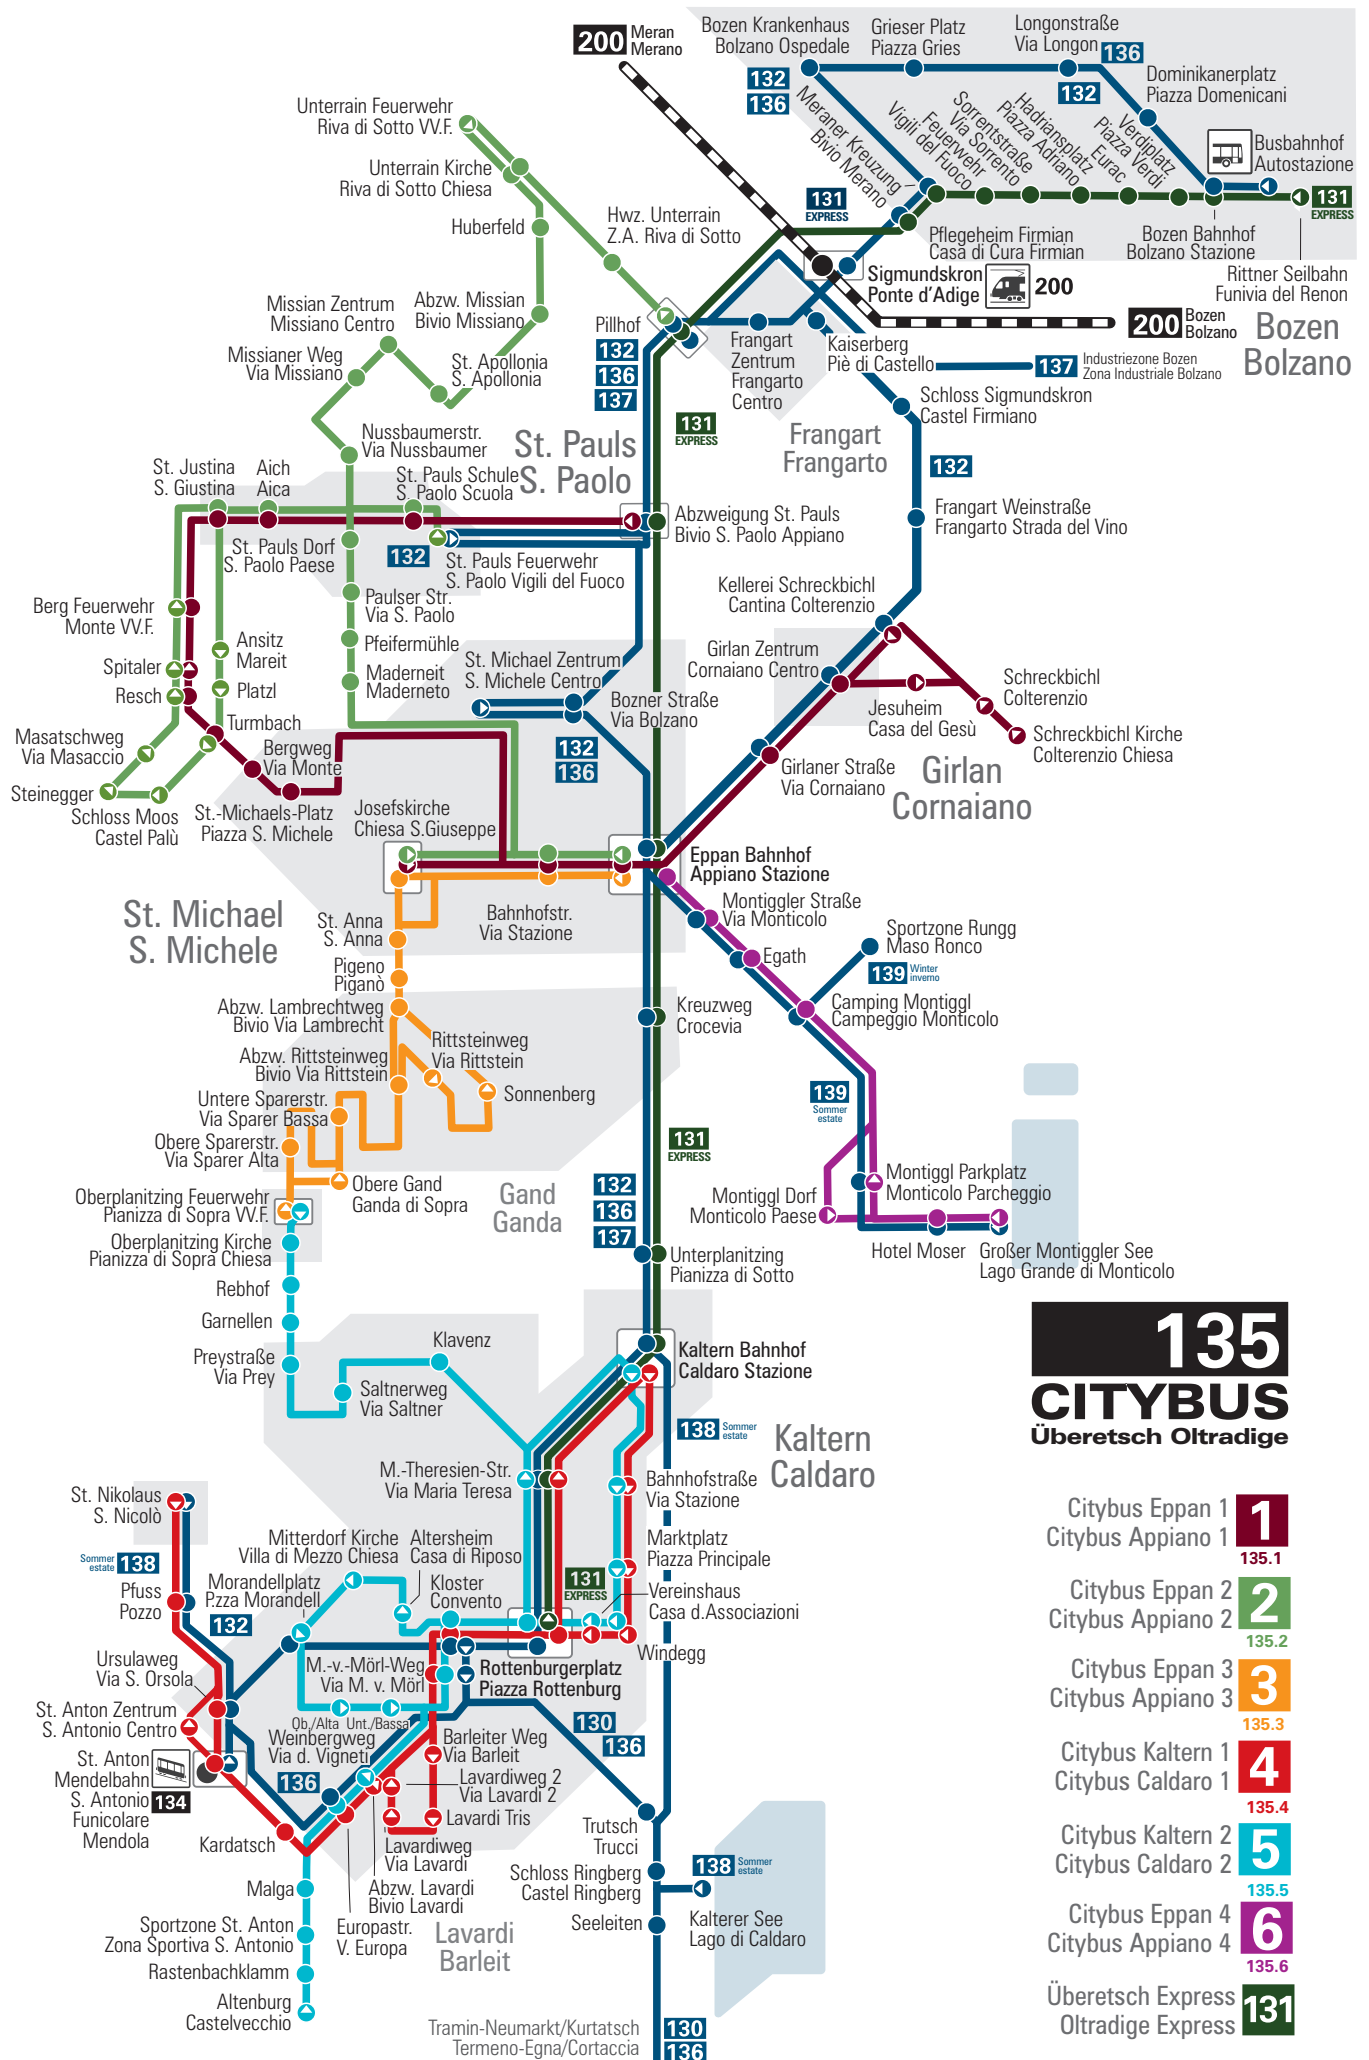 200 Meran
Merano
Bozen Krankenhaus
Bolzano Ospedale
Grieser Platz
Piazza Gries
Longonstraße
Via Longon
136
132
136
132
Dominikanerplatz
Piazza Domenicani
Meraner Kreuzung
Bivio Merano
Feuerwehr
Vigili del Fuoco
Sorrentstraße
Via Sorrento
Hadriansplatz
Piazza Adriano
Eurac
Verdiplatz
Piazza Verdi
Busbahnhof
Autostazione
131
EXPRESS
131
EXPRESS
Pflegeheim Firmian
Casa di Cura Firmian
Bozen Bahnhof
Bolzano Stazione
Rittner Seilbahn
Funivia del Renon
Unterrain Feuerwehr
Riva di Sotto VV.F.
Unterrain Kirche
Riva di Sotto Chiesa
Huberfeld
Hwz. Unterrain
Z.A. Riva di Sotto
Sigmundskron
Ponte d'Adige
200
200 Bozen
Bolzano
Bozen
Bolzano
Missian Zentrum
Missiano Centro
Abzw. Missian
Bivio Missiano
Missianer Weg
Via Missiano
St. Apollonia
S. Apollonia
Pillhof
132
136
137
Frangart
Zentrum
Frangarto
Centro
Kaiserberg
Piè di Castello
137 Industriezone Bozen
Zona Industriale Bolzano
Schloss Sigmundskron
Castel Firmiano
131
EXPRESS
Frangart
Frangarto
132
Nussbaumerstr.
Via Nussbaumer
St. Pauls
S. Paolo
St. Justina
S. Giustina
Aich
Aica
St. Pauls Schule
S. Paolo Scuola
Abzweigung St. Pauls
Bivio S. Paolo Appiano
Frangart Weinstraße
Frangarto Strada del Vino
St. Pauls Dorf
S. Paolo Paese
132
St. Pauls Feuerwehr
S. Paolo Vigili del Fuoco
Kellerei Schreckbichl
Cantina Colterenzio
Berg Feuerwehr
Monte VV.F.
Paulser Str.
Via S. Paolo
Ansitz
Mareit
Pfeifermühle
Spitaler
Resch
Platzl
Maderneit
Maderneto
St. Michael Zentrum
S. Michele Centro
Girlan Zentrum
Cornaiano Centro
Schreckbichl
Colterenzio
Turmbach
Bozner Straße
Via Bolzano
Jesuheim
Casa del Gesù
Schreckbichl Kirche
Colterenzio Chiesa
Masatschweg
Via Masaccio
Bergweg
Via Monte
132
136
Girlaner Straße
Via Cornaiano
Girlan
Cornaiano
Steinegger
Schloss Moos
Castel Palù
St.-Michaels-Platz
Piazza S. Michele
Josefskirche
Chiesa S.Giuseppe
Eppan Bahnhof
Appiano Stazione
St. Michael
S. Michele
St. Anna
S. Anna
Bahnhofstr.
Via Stazione
Montiggler Straße
Via Monticolo
Sportzone Rungg
Maso Ronco
Egath
139 Winter
inverno
Pigeno
Piganò
Abzw. Lambrechtweg
Bivio Via Lambrecht
Kreuzweg
Crocevia
Camping Montiggl
Campeggio Monticolo
Rittsteinweg
Via Rittstein
Abzw. Rittsteinweg
Bivio Via Rittstein
Sonnenberg
139
Sommer
estate
Untere Sparerstr.
Via Sparer Bassa
Obere Sparerstr.
Via Sparer Alta
131
EXPRESS
Obere Gand
Ganda di Sopra
Gand
Ganda
132
136
137
Montiggl Parkplatz
Monticolo Parcheggio
Montiggl Dorf
Monticolo Paese
Oberplanitzing Feuerwehr
Pianizza di Sopra VV.F.
Oberplanitzing Kirche
Pianizza di Sopra Chiesa
Unterplanitzing
Pianizza di Sotto
Hotel Moser
Großer Montiggler See
Lago Grande di Monticolo
Rebhof
Garnellen
Preystraße
Via Prey
Klavenz
Kaltern Bahnhof
Caldaro Stazione
Saltnerweg
Via Saltner
135
CITYBUS
Überetsch Oltradige
138 Sommer
estate
Kaltern
Caldaro
M.-Theresien-Str.
Via Maria Teresa
Bahnhofstraße
Via Stazione
St. Nikolaus
S. Nicolò
Mitterdorf Kirche
Villa di Mezzo Chiesa
Altersheim
Casa di Riposo
Marktplatz
Piazza Principale
Sommer
estate 138
Pfuss
Pozzo
Morandellplatz
P.zza Morandell
Kloster
Convento
131
EXPRESS
Vereinshaus
Casa d.Associazioni
132
Windegg
Ursulaweg
Via S. Orsola
M.-v.-Mörl-Weg
Via M. v. Mörl
Rottenburgerplatz
Piazza Rottenburg
St. Anton Zentrum
S. Antonio Centro
Ob./Alta Unt./Bassa
Weinbergweg
Via d. Vigneti
130
136
Barleiter Weg
Via Barleit
St. Anton
Mendelbahn
S. Antonio
Funicolare
Mendola
134
136
Lavardiweg 2
Via Lavardi 2
Lavardi Tris
Kardatsch
Lavardiweg
Via Lavardi
Trutsch
Trucci
Abzw. Lavardi
Bivio Lavardi
Schloss Ringberg
Castel Ringberg
138 Sommer
estate
Malga
Europastr.
V. Europa
Lavardi
Barleit
Seeleiten
Kalterer See
Lago di Caldaro
Sportzone St. Anton
Zona Sportiva S. Antonio
Rastenbachklamm
Altenburg
Castelvecchio
Tramin-Neumarkt/Kurtatsch
Termeno-Egna/Cortaccia
130
136
Citybus Eppan 1
Citybus Appiano 1
1
135.1
Citybus Eppan 2
Citybus Appiano 2
2
135.2
Citybus Eppan 3
Citybus Appiano 3
3
135.3
Citybus Kaltern 1
Citybus Caldaro 1
4
135.4
Citybus Kaltern 2
Citybus Caldaro 2
5
135.5
Citybus Eppan 4
Citybus Appiano 4
6
135.6
Überetsch Express
Oltradige Express
131